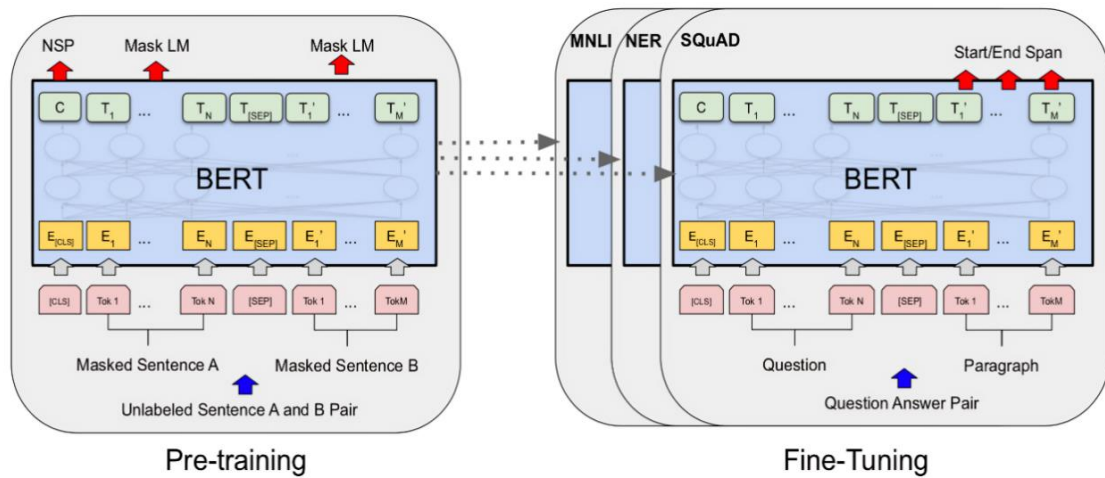 NSP Mask LM Mask LM
C T1 ... TN T[SEP] T1' ... TM'
BERT
E[CLS] E1 ... EN E[SEP] E1' ... EM'
[CLS] Tok 1 ... Tok N [SEP] Tok 1 ... TokM
Masked Sentence A Masked Sentence B
Unlabeled Sentence A and B Pair
Pre-training
MNLI NER SQuAD
Start/End Span
C T1 ... TN T[SEP] T1' ... TM'
BERT
E[CLS] E1 ... EN E[SEP] E1' ... EM'
[CLS] Tok 1 ... Tok N [SEP] Tok 1 ... TokM
Question Paragraph
Question Answer Pair
Fine-Tuning